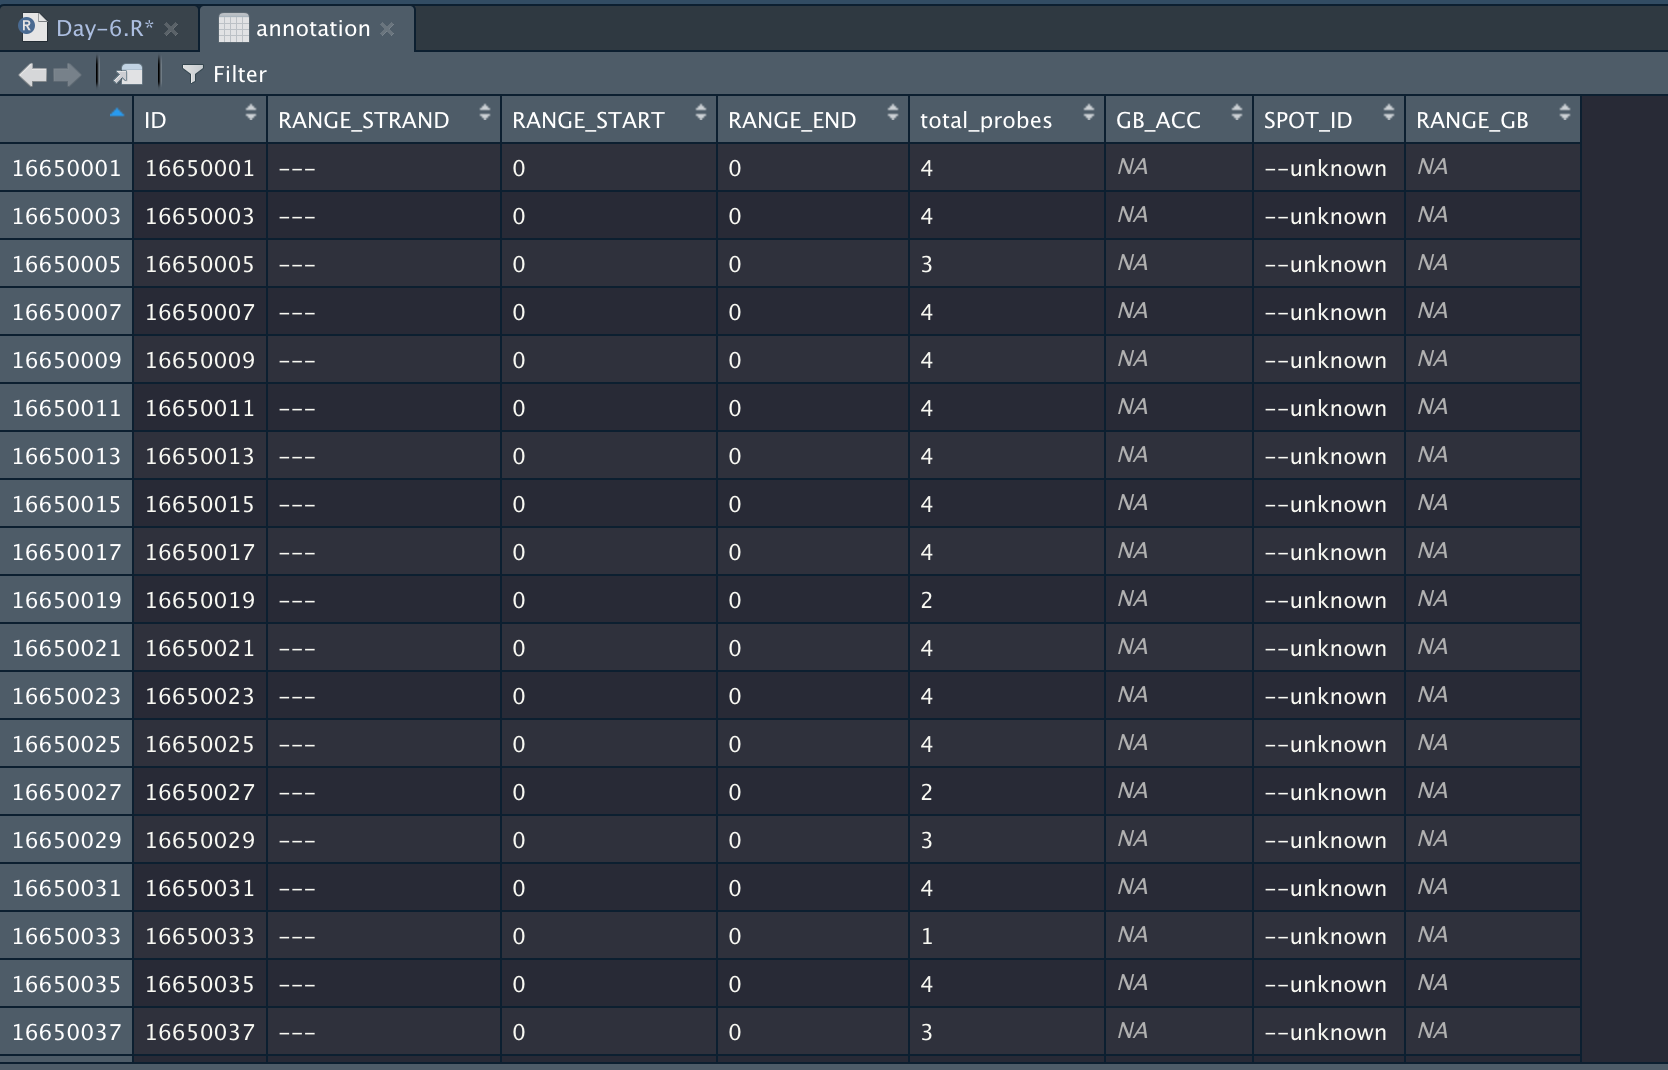 R Day-6.R* × annotation ×
Filter
ID RANGE_STRAND RANGE_START RANGE_END total_probes GB_ACC SPOT_ID RANGE_GB
16650001 16650001 --- 0 0 4 NA --unknown NA
16650003 16650003 --- 0 0 4 NA --unknown NA
16650005 16650005 --- 0 0 3 NA --unknown NA
16650007 16650007 --- 0 0 4 NA --unknown NA
16650009 16650009 --- 0 0 4 NA --unknown NA
16650011 16650011 --- 0 0 4 NA --unknown NA
16650013 16650013 --- 0 0 4 NA --unknown NA
16650015 16650015 --- 0 0 4 NA --unknown NA
16650017 16650017 --- 0 0 4 NA --unknown NA
16650019 16650019 --- 0 0 2 NA --unknown NA
16650021 16650021 --- 0 0 4 NA --unknown NA
16650023 16650023 --- 0 0 4 NA --unknown NA
16650025 16650025 --- 0 0 4 NA --unknown NA
16650027 16650027 --- 0 0 2 NA --unknown NA
16650029 16650029 --- 0 0 3 NA --unknown NA
16650031 16650031 --- 0 0 4 NA --unknown NA
16650033 16650033 --- 0 0 1 NA --unknown NA
16650035 16650035 --- 0 0 4 NA --unknown NA
16650037 16650037 --- 0 0 3 NA --unknown NA